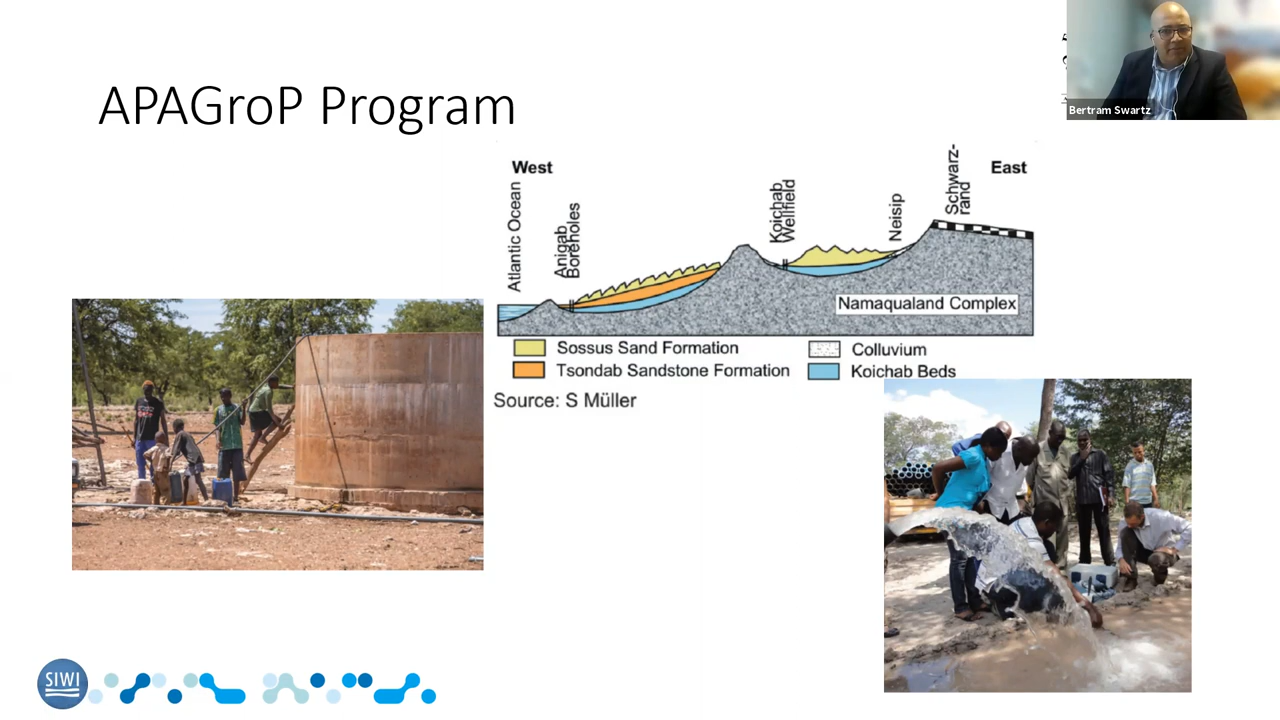 APAGroP Program
Bertram Swartz
West
East
Atlantic Ocean
Anigab
Boreholes
Koichab
Wellfield
Neisip
Schwarz-
rand
Namaqualand Complex
Sossus Sand Formation
Colluvium
Tsondab Sandstone Formation
Koichab Beds
Source: S Müller
SIWI